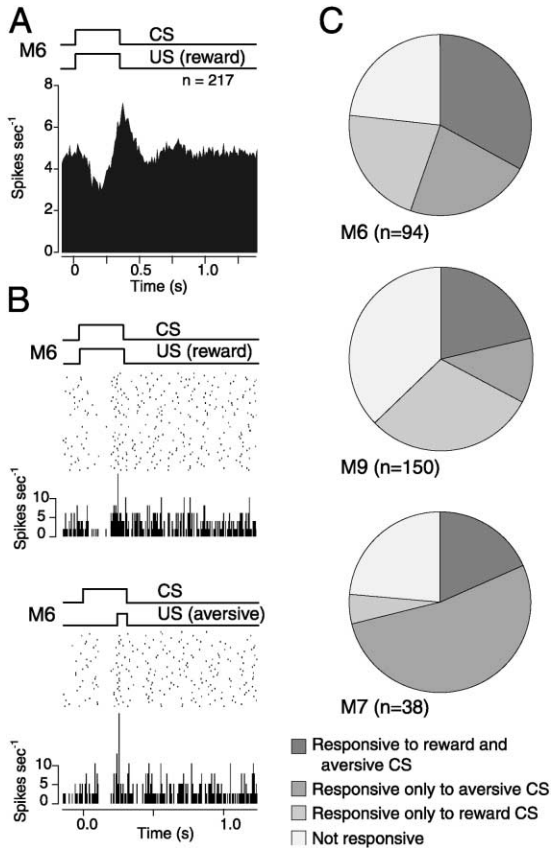 A
M6
CS
US (reward)
n = 217
Spikes sec-1
8
6
4
2
0
0
0.5
1.0
Time (s)
B
M6
CS
US (reward)
Spikes sec-1
10
5
0
M6
CS
US (aversive)
Spikes sec-1
10
5
0
0.0
1.0
Time (s)
C
M6 (n=94)
M9 (n=150)
M7 (n=38)
Responsive to reward and
aversive CS
Responsive only to aversive CS
Responsive only to reward CS
Not responsive